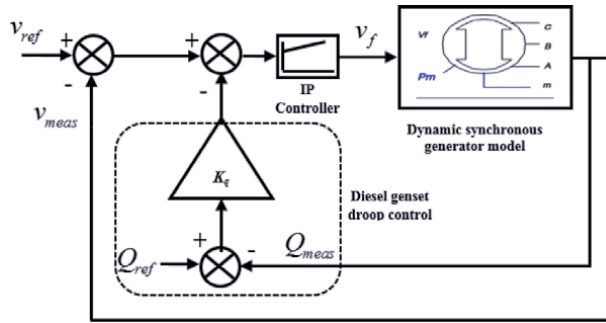 v_ref
+
-
v_meas
+
-
IP
Controller
v_f
Vf
Pm
C
B
A
m
Dynamic synchronous
generator model
K_q
Diesel genset
droop control
Q_ref
+
-
Q_meas